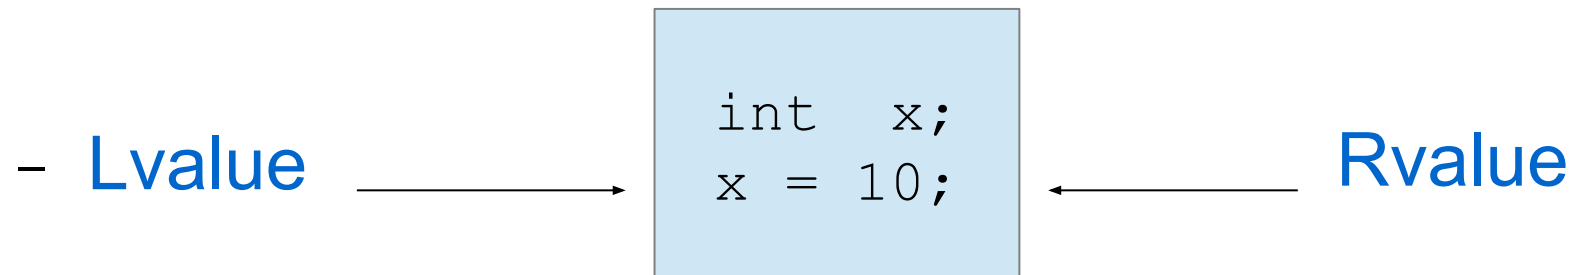 int x;
- Lvalue x = 10; Rvalue